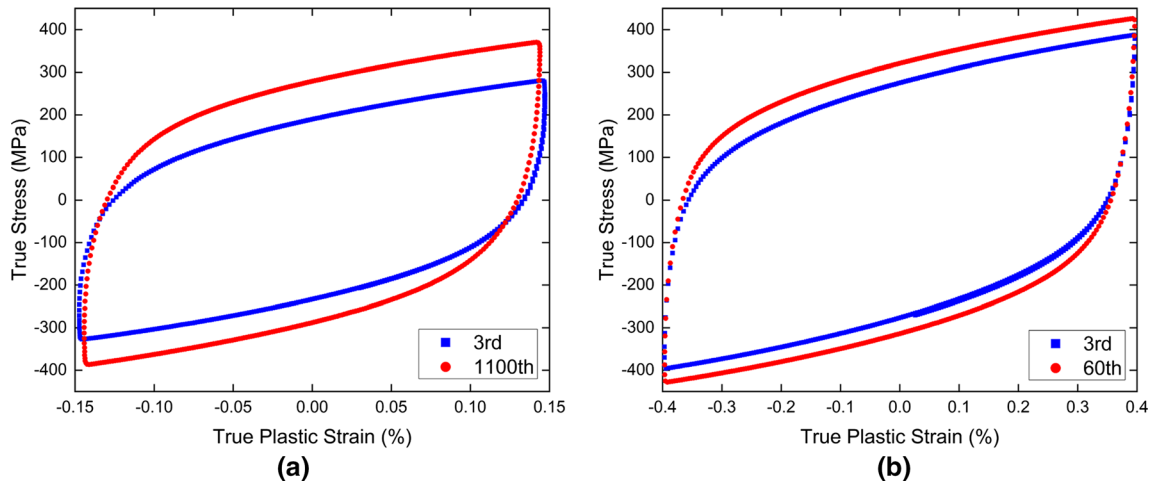 400
300
200
100
0
-100
-200
-300
-400
True Stress (MPa)
-0.15 -0.10 -0.05 0.00 0.05 0.10 0.15
True Plastic Strain (%)
3rd
1100th
(a)
400
300
200
100
0
-100
-200
-300
-400
True Stress (MPa)
-0.4 -0.3 -0.2 -0.1 0.0 0.1 0.2 0.3 0.4
True Plastic Strain (%)
3rd
60th
(b)